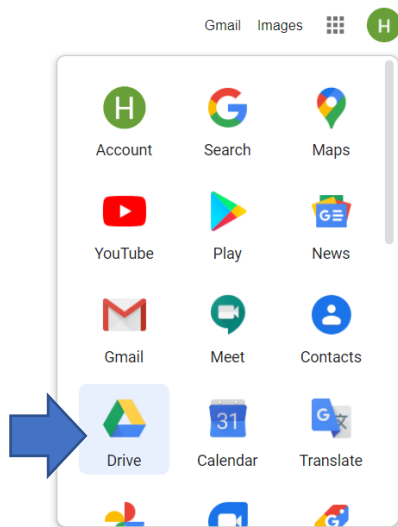 Gmail Images H
H
Account Search Maps
YouTube Play News
G
Gmail Meet Contacts
31 G
Drive Calendar Translate